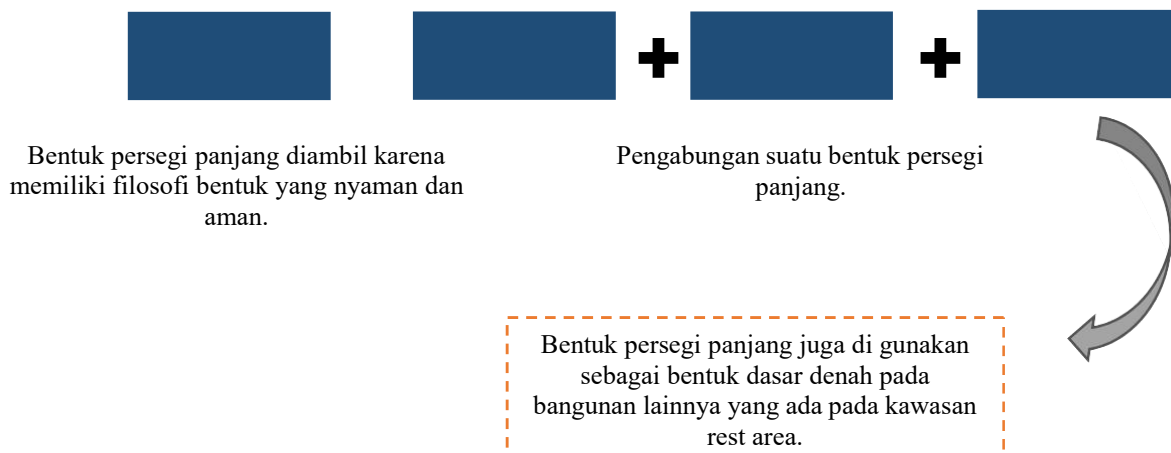 Bentuk persegi panjang diambil karena
memiliki filosofi bentuk yang nyaman dan
aman.
Pengabungan suatu bentuk persegi
panjang.
Bentuk persegi panjang juga di gunakan
sebagai bentuk dasar denah pada
bangunan lainnya yang ada pada kawasan
rest area.